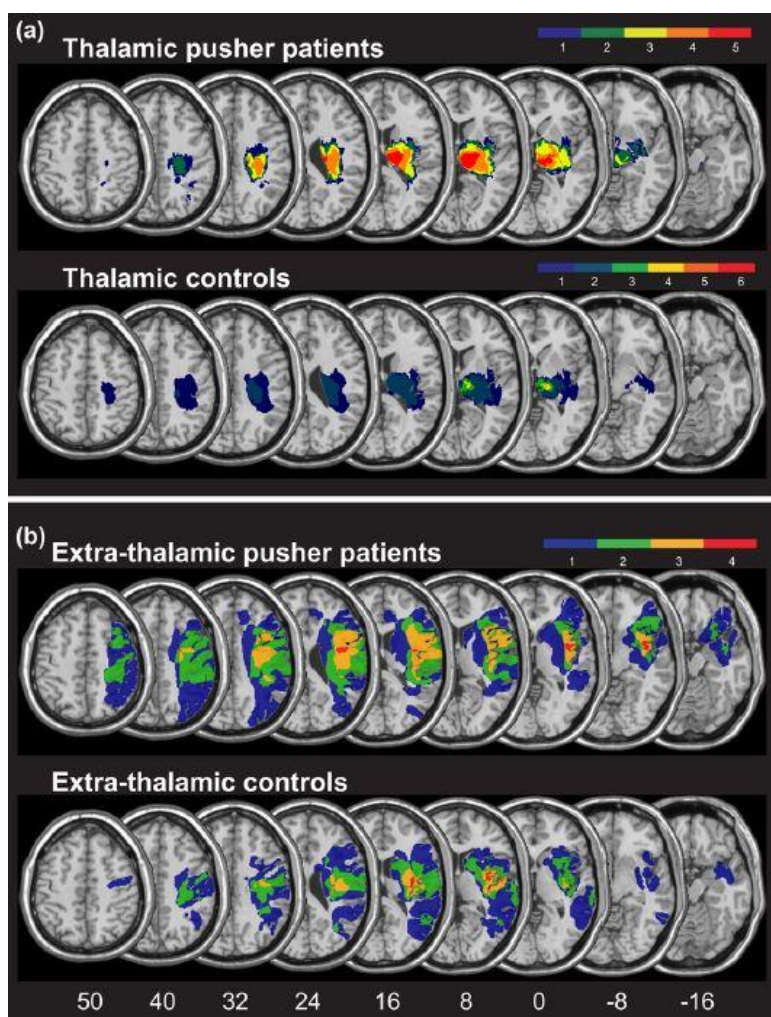 (a)
Thalamic pusher patients
1 2 3 4 5
Thalamic controls
1 2 3 4 5 6
(b)
Extra-thalamic pusher patients
1 2 3 4
Extra-thalamic controls
50 40 32 24 16 8 0 -8 -16